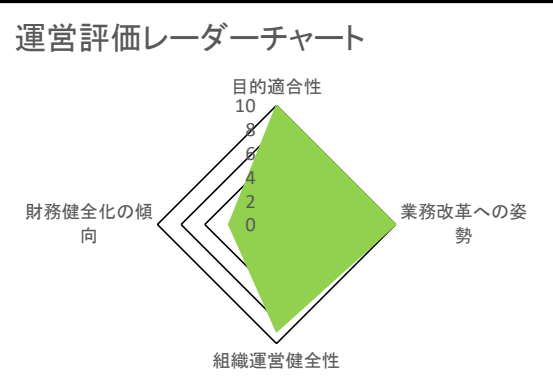 運営評価レーダーチャート
目的適合性
10
8
6
4
2
0
業務改革への姿
勢
組織運営健全性
財務健全化の傾
向